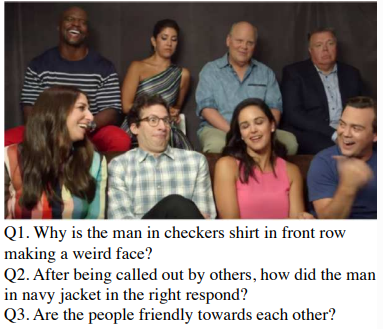 Q1. Why is the man in checkers shirt in front row
making a weird face?
Q2. After being called out by others, how did the man
in navy jacket in the right respond?
Q3. Are the people friendly towards each other?